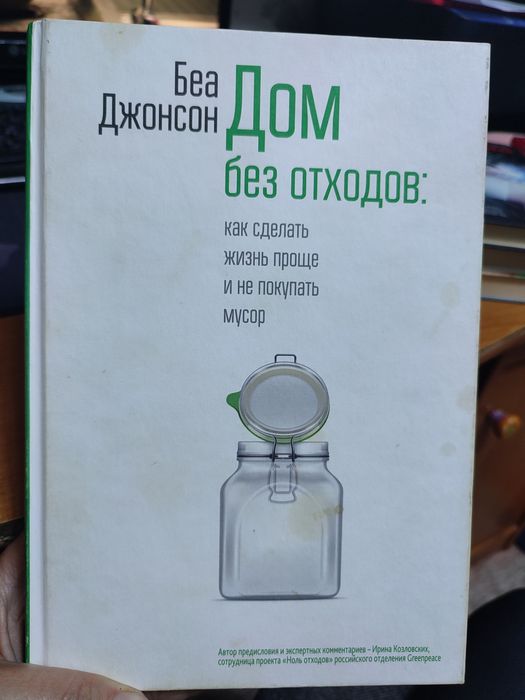 Беа
Джонсон
Дом
без отходов:
как сделать
жизнь проще
и не покупать
мусор
Автор предисловия и экспертных комментариев – Ирина Козловских,
сотрудница проекта «Ноль отходов» российского отделения Greenpeace